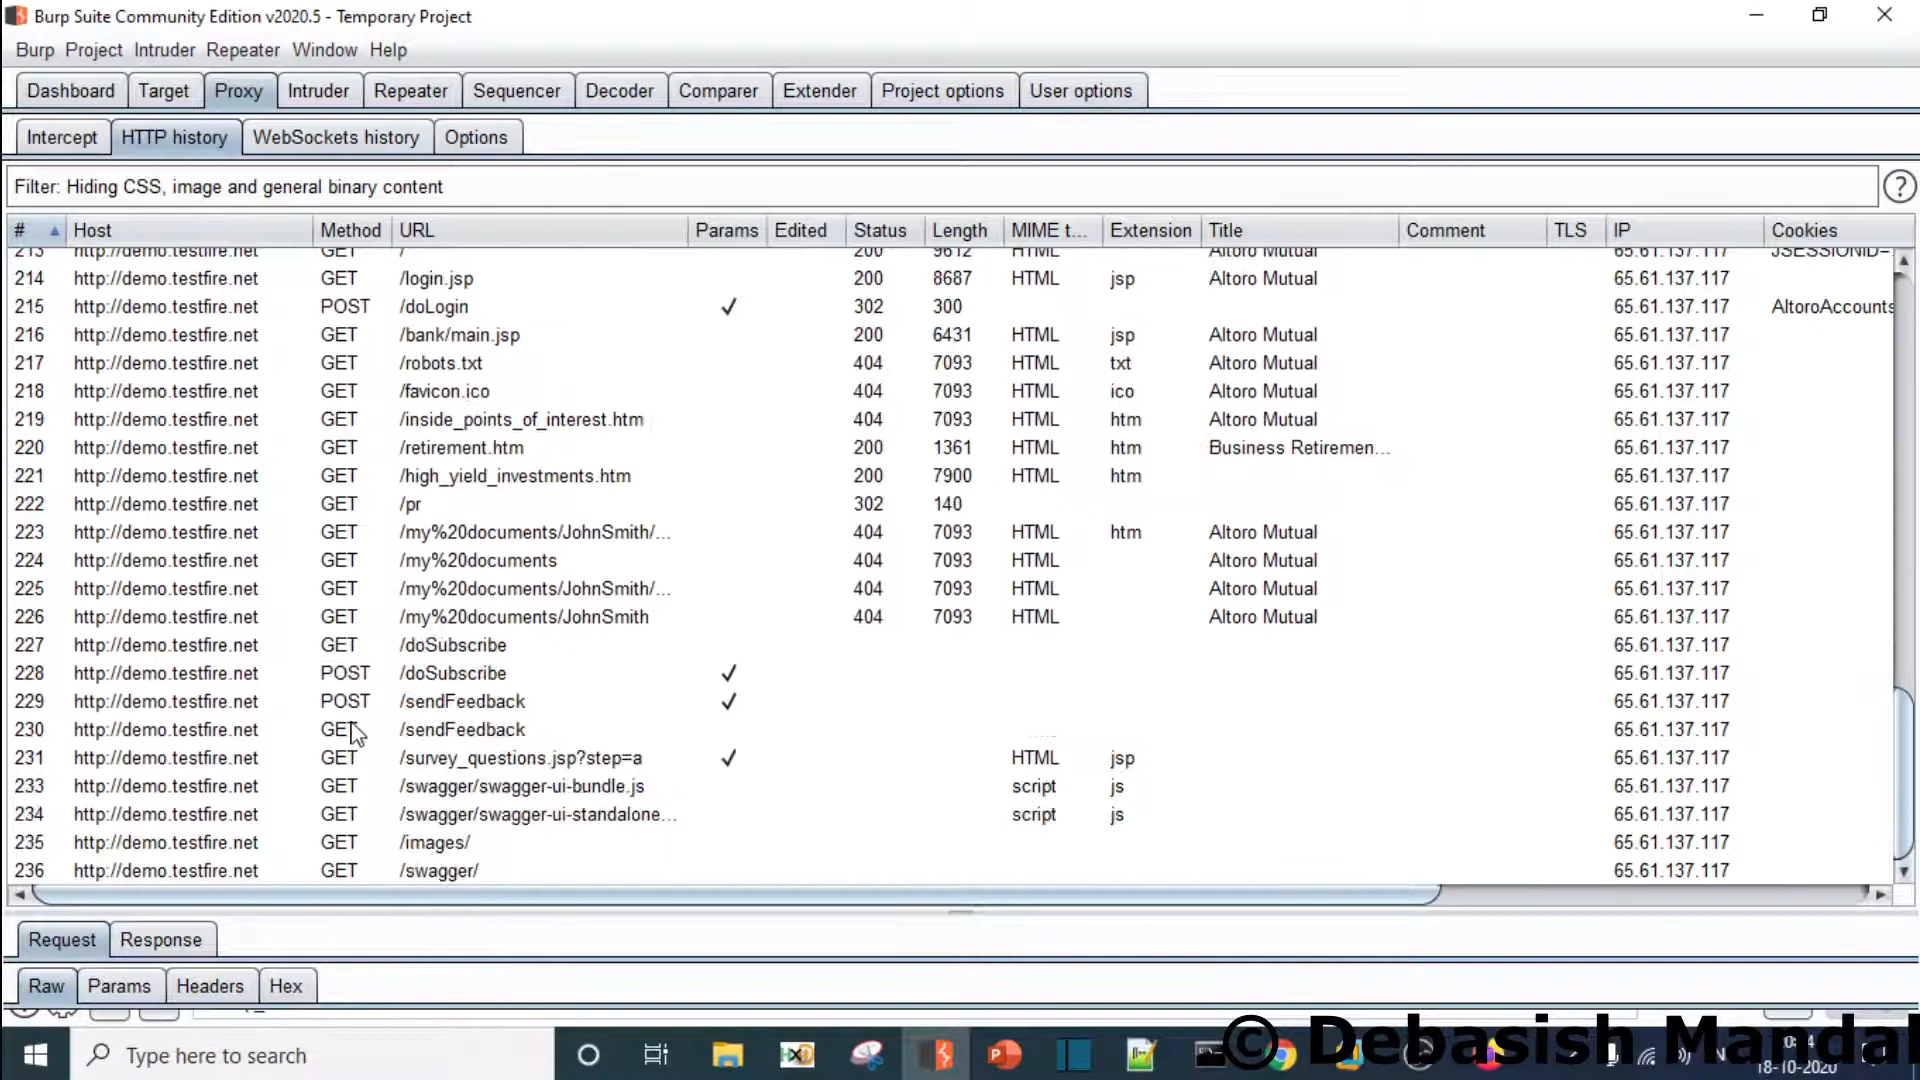 Burp Suite Community Edition v2020.5 - Temporary Project
Burp Project Intruder Repeater Window Help
Dashboard Target Proxy Intruder Repeater Sequencer Decoder Comparer Extender Project options User options
Intercept HTTP history WebSockets history Options
Filter: Hiding CSS, image and general binary content ?
# Host Method URL Params Edited Status Length MIME t... Extension Title Comment TLS IP Cookies
213 http://demo.testfire.net GET / 200 9612 HTML Altoro Mutual 65.61.137.117 JSESSIONID=
214 http://demo.testfire.net GET /login.jsp 200 8687 HTML jsp Altoro Mutual 65.61.137.117
215 http://demo.testfire.net POST /doLogin ✓ 302 300 65.61.137.117 AltoroAccounts
216 http://demo.testfire.net GET /bank/main.jsp 200 6431 HTML jsp Altoro Mutual 65.61.137.117
217 http://demo.testfire.net GET /robots.txt 404 7093 HTML txt Altoro Mutual 65.61.137.117
218 http://demo.testfire.net GET /favicon.ico 404 7093 HTML ico Altoro Mutual 65.61.137.117
219 http://demo.testfire.net GET /inside_points_of_interest.htm 404 7093 HTML htm Altoro Mutual 65.61.137.117
220 http://demo.testfire.net GET /retirement.htm 200 1361 HTML htm Business Retiremen... 65.61.137.117
221 http://demo.testfire.net GET /high_yield_investments.htm 200 7900 HTML htm 65.61.137.117
222 http://demo.testfire.net GET /pr 302 140 65.61.137.117
223 http://demo.testfire.net GET /my%20documents/JohnSmith/... 404 7093 HTML htm Altoro Mutual 65.61.137.117
224 http://demo.testfire.net GET /my%20documents 404 7093 HTML Altoro Mutual 65.61.137.117
225 http://demo.testfire.net GET /my%20documents/JohnSmith/... 404 7093 HTML Altoro Mutual 65.61.137.117
226 http://demo.testfire.net GET /my%20documents/JohnSmith 404 7093 HTML Altoro Mutual 65.61.137.117
227 http://demo.testfire.net GET /doSubscribe 65.61.137.117
228 http://demo.testfire.net POST /doSubscribe ✓ 65.61.137.117
229 http://demo.testfire.net POST /sendFeedback ✓ 65.61.137.117
230 http://demo.testfire.net GET /sendFeedback 65.61.137.117
231 http://demo.testfire.net GET /survey_questions.jsp?step=a ✓ HTML jsp 65.61.137.117
233 http://demo.testfire.net GET /swagger/swagger-ui-bundle.js script js 65.61.137.117
234 http://demo.testfire.net GET /swagger/swagger-ui-standalone... script js 65.61.137.117
235 http://demo.testfire.net GET /images/ 65.61.137.117
236 http://demo.testfire.net GET /swagger/ 65.61.137.117
Request Response
Raw Params Headers Hex
Type here to search
© Debasish Mandal
18-10-2020